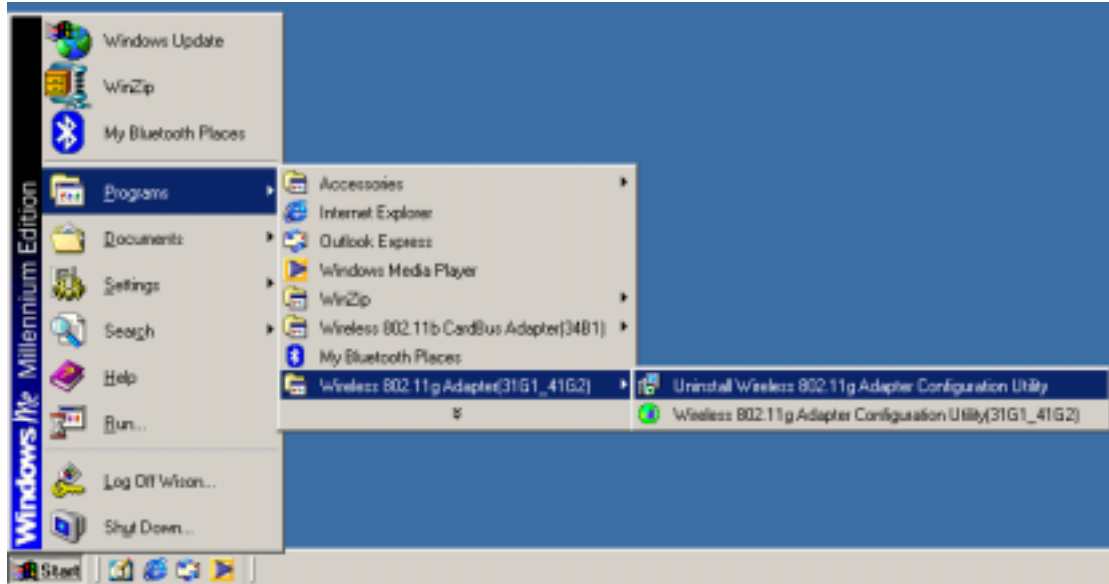 Windows Update
WinZip
My Bluetooth Places
Programs
Documents
Settings
Search
Help
Run...
Log Off Wison...
Shut Down...
Windows Me Millennium Edition
Accessories
Internet Explorer
Outlook Express
Windows Media Player
WinZip
Wireless 802.11b CardBus Adapter(34B1)
My Bluetooth Places
Wireless 802.11g Adapter(31G1_41G2)
Uninstall Wireless 802.11g Adapter Configuration Utility
Wireless 802.11g Adapter Configuration Utility(31G1_41G2)
Start